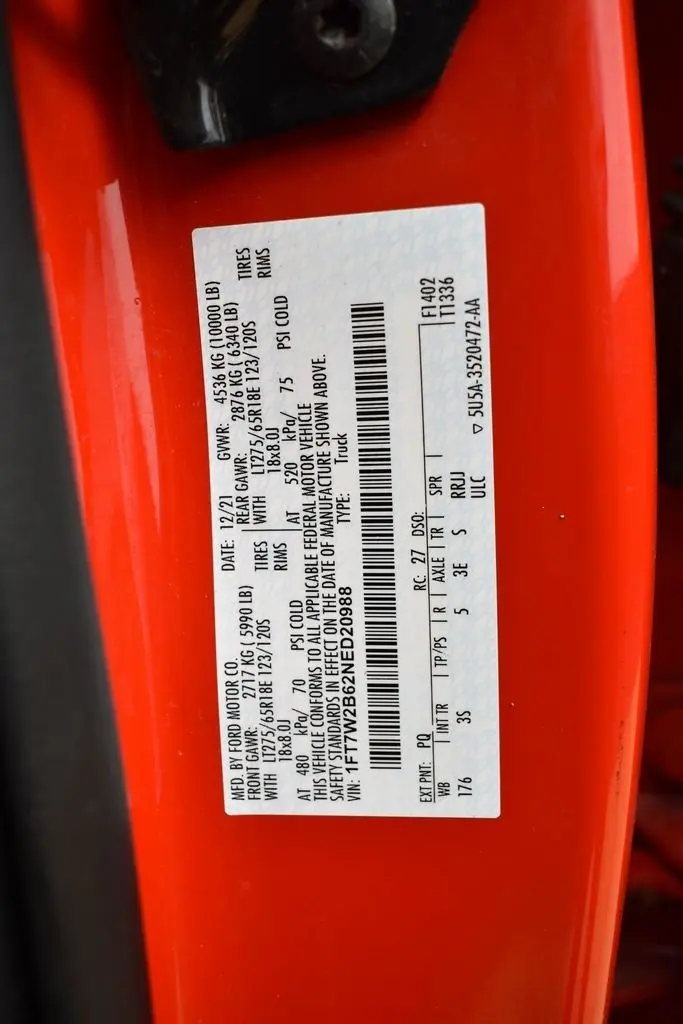 MFD. BY FORD MOTOR CO. DATE: 12/21 GVWR: 4536 KG (10000 LB)
FRONT GAWR: 2717 KG ( 5990 LB) REAR GAWR: 2876 KG ( 6340 LB)
WITH LT275/65R18E 123/120S TIRES WITH LT275/65R18E 123/120S TIRES
18x8.0J RIMS 18x8.0J RIMS
AT 480 kPa/ 70 PSI COLD AT 520 kPa/ 75 PSI COLD
THIS VEHICLE CONFORMS TO ALL APPLICABLE FEDERAL MOTOR VEHICLE
SAFETY STANDARDS IN EFFECT ON THE DATE OF MANUFACTURE SHOWN ABOVE.
VIN: 1FT7W2B62NED20988 TYPE: Truck
EXT PNT: PQ RC: 27 DSO: F1402
WB INT TR TP/PS R AXLE TR SPR T1336
176 3S 5 3E S RRJJ
ULC ▽ 5U5A-3520472-AA